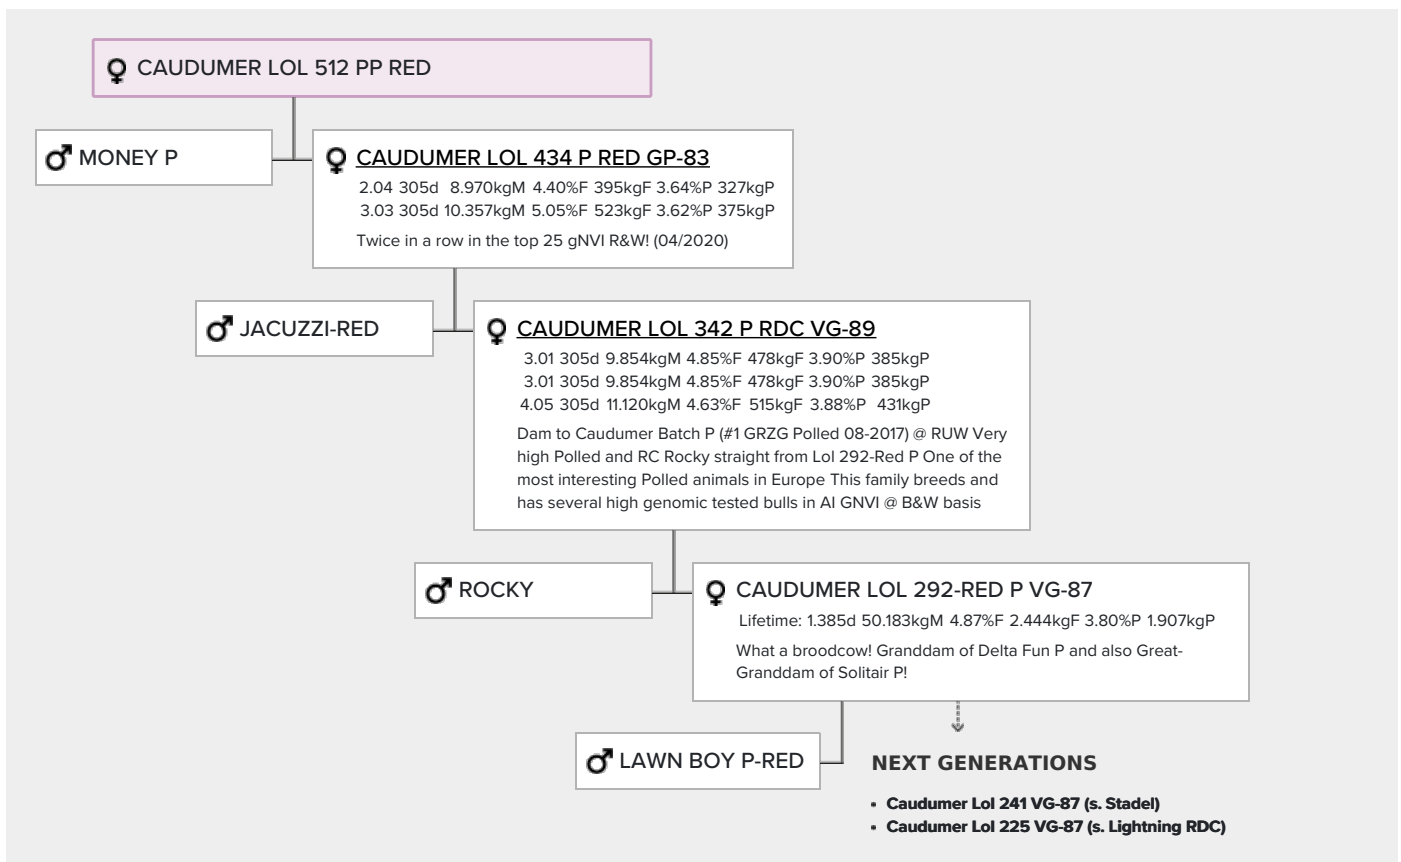 CAUDUMER LOL 512 PP RED
MONEY P
CAUDUMER LOL 434 P RED GP-83
2.04 305d 8.970kgM 4.40%F 395kgF 3.64%P 327kgP
3.03 305d 10.357kgM 5.05%F 523kgF 3.62%P 375kgP
Twice in a row in the top 25 gNVI R&W! (04/2020)
JACUZZI-RED
CAUDUMER LOL 342 P RDC VG-89
3.01 305d 9.854kgM 4.85%F 478kgF 3.90%P 385kgP
3.01 305d 9.854kgM 4.85%F 478kgF 3.90%P 385kgP
4.05 305d 11.120kgM 4.63%F 515kgF 3.88%P 431kgP
Dam to Caudumer Batch P (#1 GRZG Polled 08-2017) @ RUW Very
high Polled and RC Rocky straight from Lol 292-Red P One of the
most interesting Polled animals in Europe This family breeds and
has several high genomic tested bulls in AI GNVI @ B&W basis
ROCKY
CAUDUMER LOL 292-RED P VG-87
Lifetime: 1.385d 50.183kgM 4.87%F 2.444kgF 3.80%P 1.907kgP
What a broodcow! Granddam of Delta Fun P and also Great-
Granddam of Solitair P!
LAWN BOY P-RED
NEXT GENERATIONS
• Caudumer Lol 241 VG-87 (s. Stadel)
• Caudumer Lol 225 VG-87 (s. Lightning RDC)